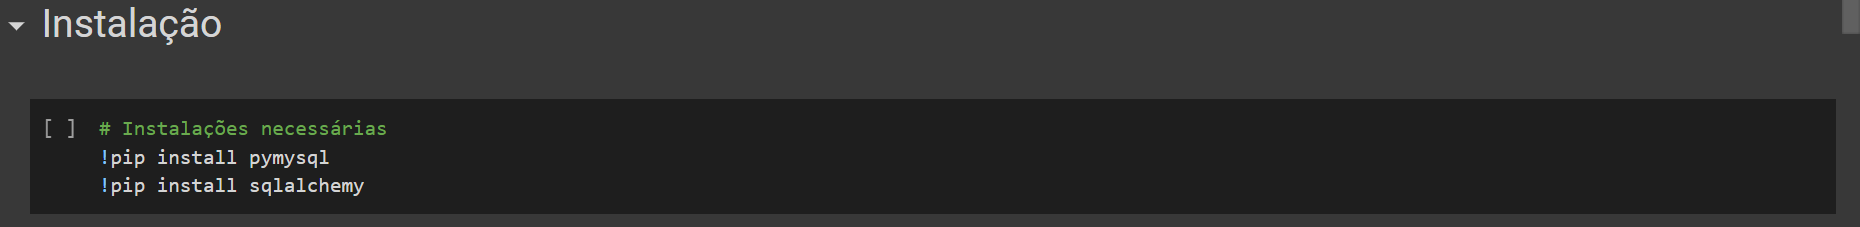 Instalação
[ ] # Instalações necessárias
!pip install pymysql
!pip install sqlalchemy